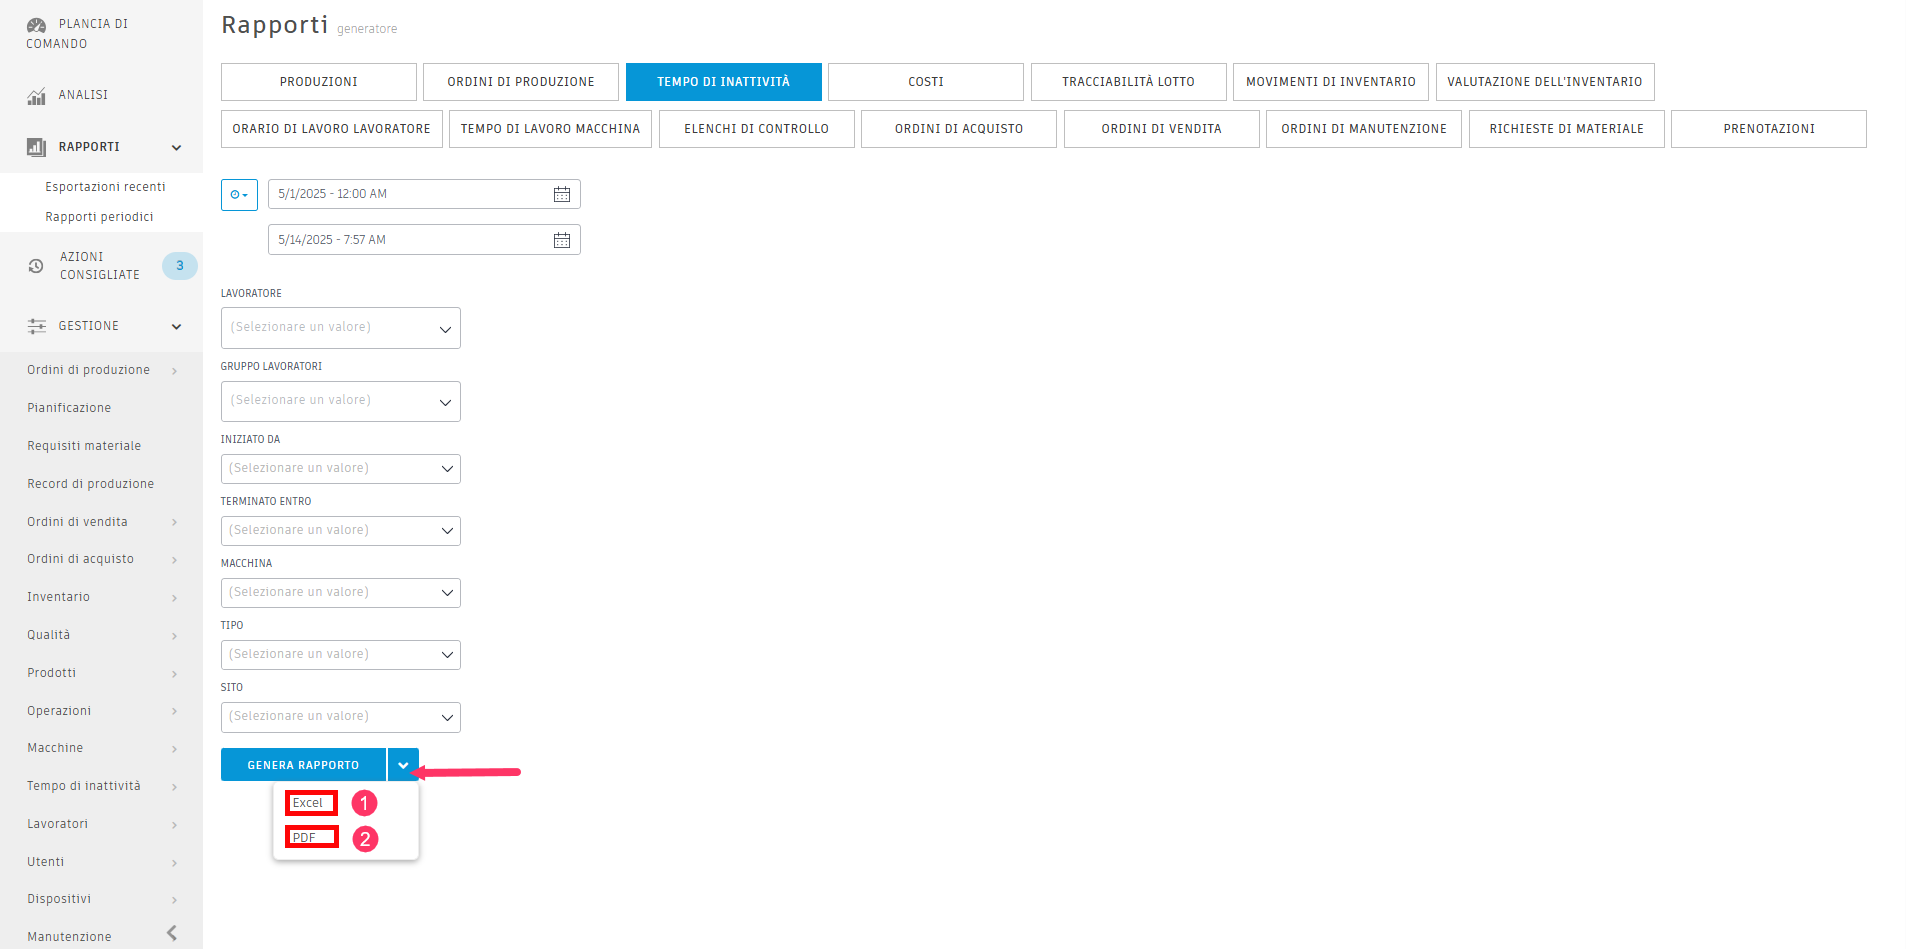 PLANCIA DI
COMANDO
ANALISI
RAPPORTI
Esportazioni recenti
Rapporti periodici
AZIONI
CONSIGLIATE
3
GESTIONE
Ordini di produzione
Pianificazione
Requisiti materiale
Record di produzione
Ordini di vendita
Ordini di acquisto
Inventario
Qualità
Prodotti
Operazioni
Macchine
Tempo di inattività
Lavoratori
Utenti
Dispositivi
Manutenzione
Rapporti generatore
PRODUZIONI ORDINI DI PRODUZIONE TEMPO DI INATTIVITÀ COSTI TRACCIABILITÀ LOTTO MOVIMENTI DI INVENTARIO VALUTAZIONE DELL'INVENTARIO
ORARIO DI LAVORO LAVORATORE TEMPO DI LAVORO MACCHINA ELENCHI DI CONTROLLO ORDINI DI ACQUISTO ORDINI DI VENDITA ORDINI DI MANUTENZIONE RICHIESTE DI MATERIALE PRENOTAZIONI
5/1/2025 - 12:00 AM
5/14/2025 - 7:57 AM
LAVORATORE
(Selezionare un valore)
GRUPPO LAVORATORI
(Selezionare un valore)
INIZIATO DA
(Selezionare un valore)
TERMINATO ENTRO
(Selezionare un valore)
MACCHINA
(Selezionare un valore)
TIPO
(Selezionare un valore)
SITO
(Selezionare un valore)
GENERA RAPPORTO
Excel 1
PDF 2